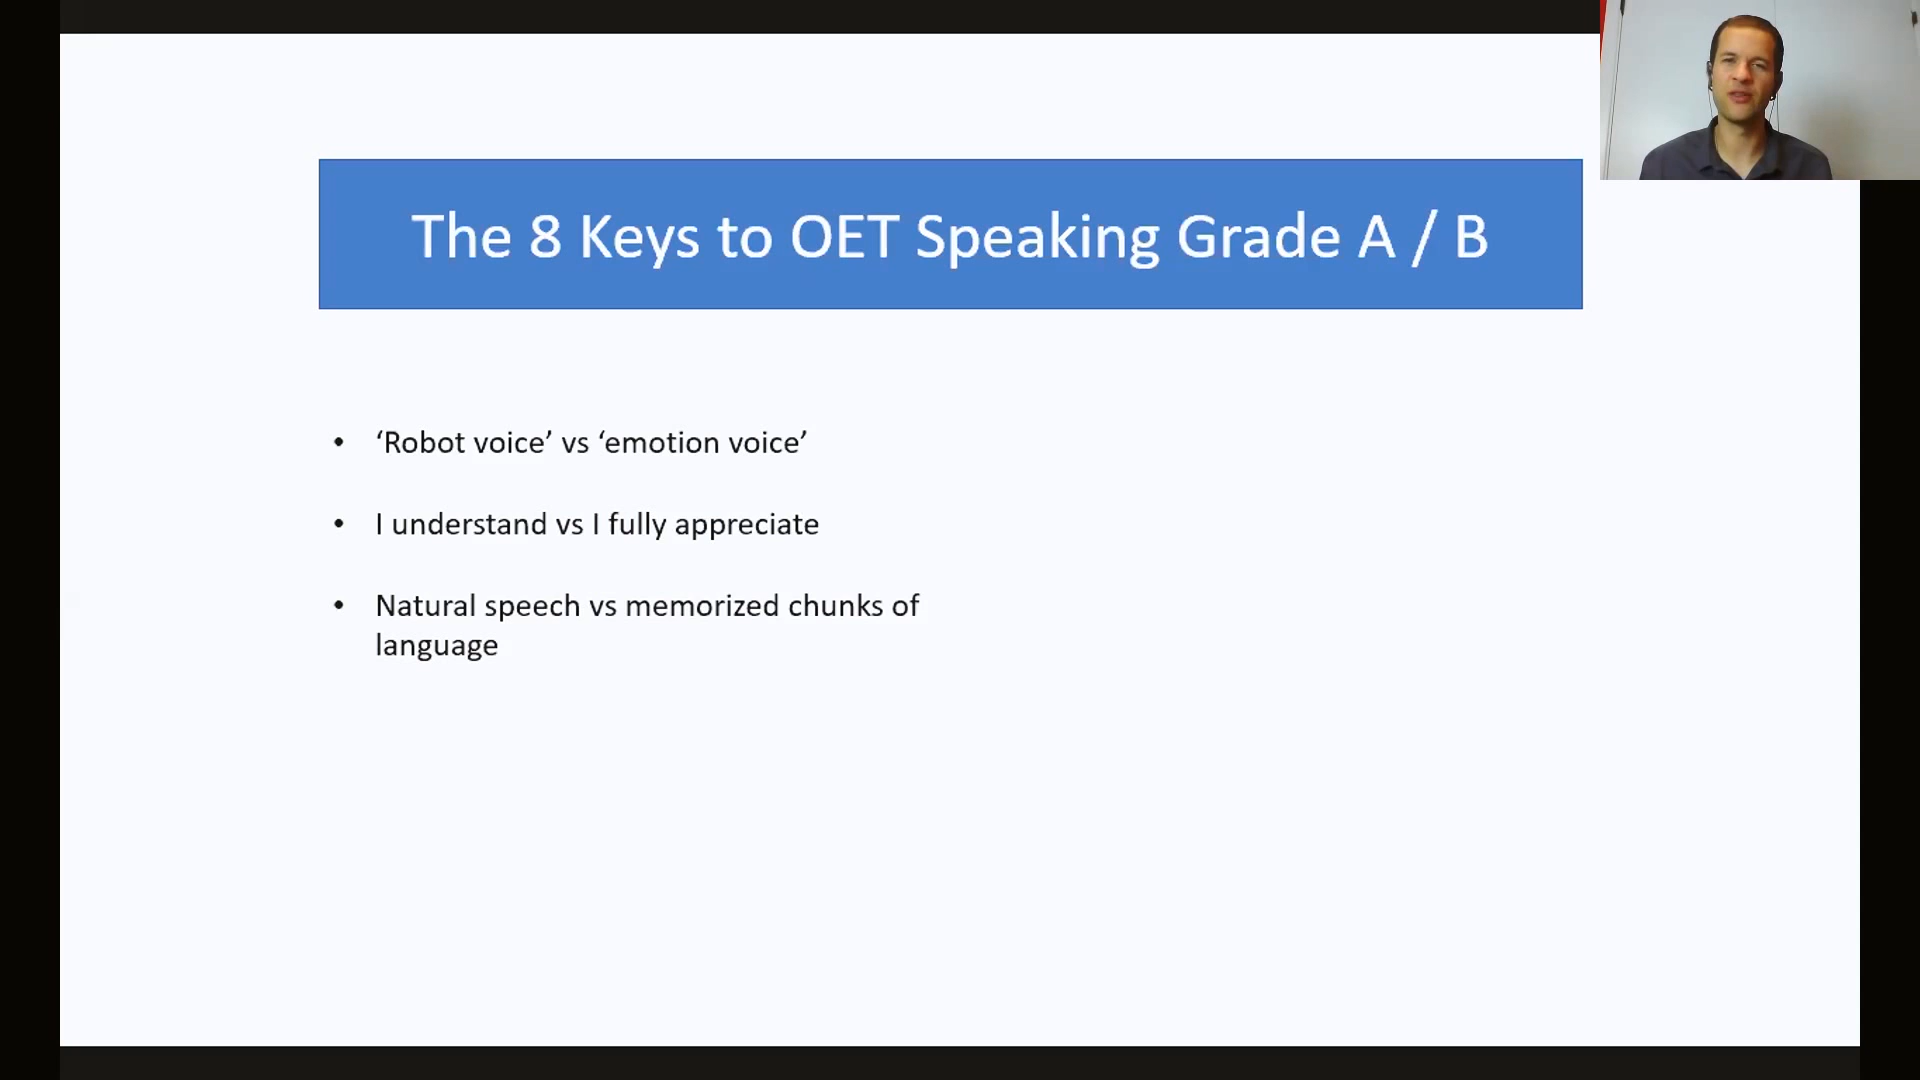 The 8 Keys to OET Speaking Grade A / B
• ‘Robot voice’ vs ‘emotion voice’
• I understand vs I fully appreciate
• Natural speech vs memorized chunks of
language